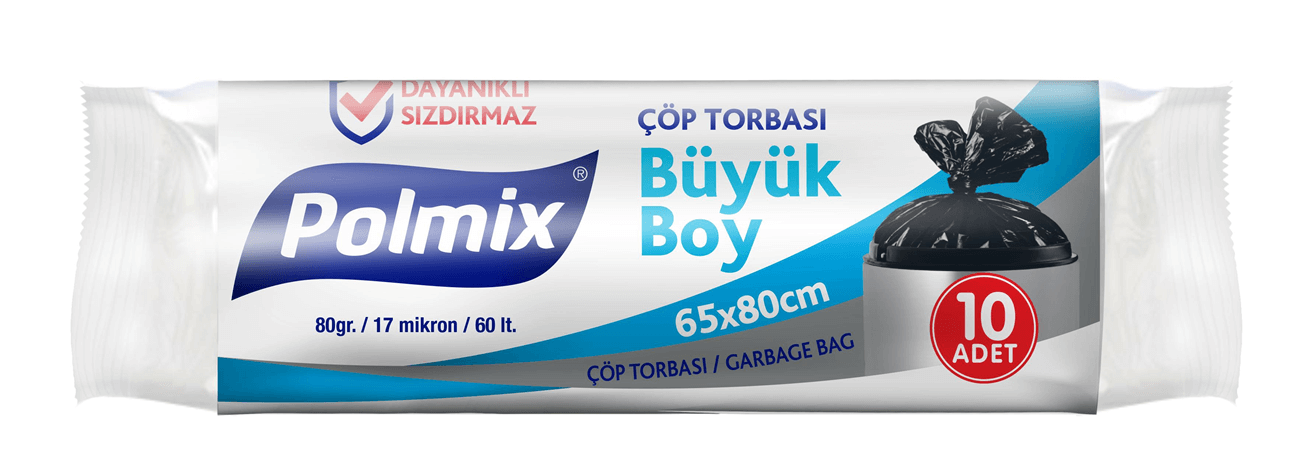 DAYANIKLI
SIZDIRMAZ
Polmix®
80gr. / 17 mikron / 60 lt.
ÇÖP TORBASI
Büyük
Boy
65x80cm
ÇÖP TORBASI / GARBAGE BAG
10
ADET